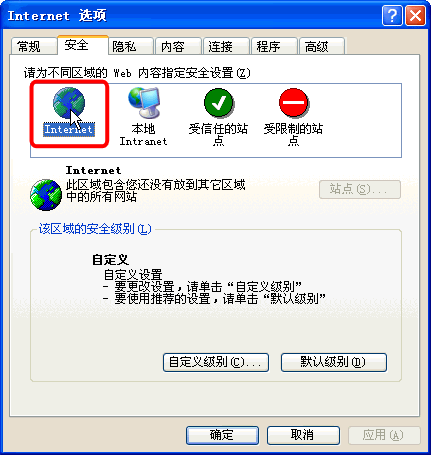 Internet 选项
常规 安全 隐私 内容 连接 程序 高级
请为不同区域的 Web 内容指定安全设置(Z)
Internet
本地
Intranet
受信任的站
点
受限制的站
点
Internet
此区域包含您还没有放到其它区域
中的所有网站
站点(S)...
该区域的安全级别(L)
自定义
自定义设置
- 要更改设置，请单击“自定义级别”
- 要使用推荐的设置，请单击“默认级别”
自定义级别(C)... 默认级别(D)
确定 取消 应用(A)